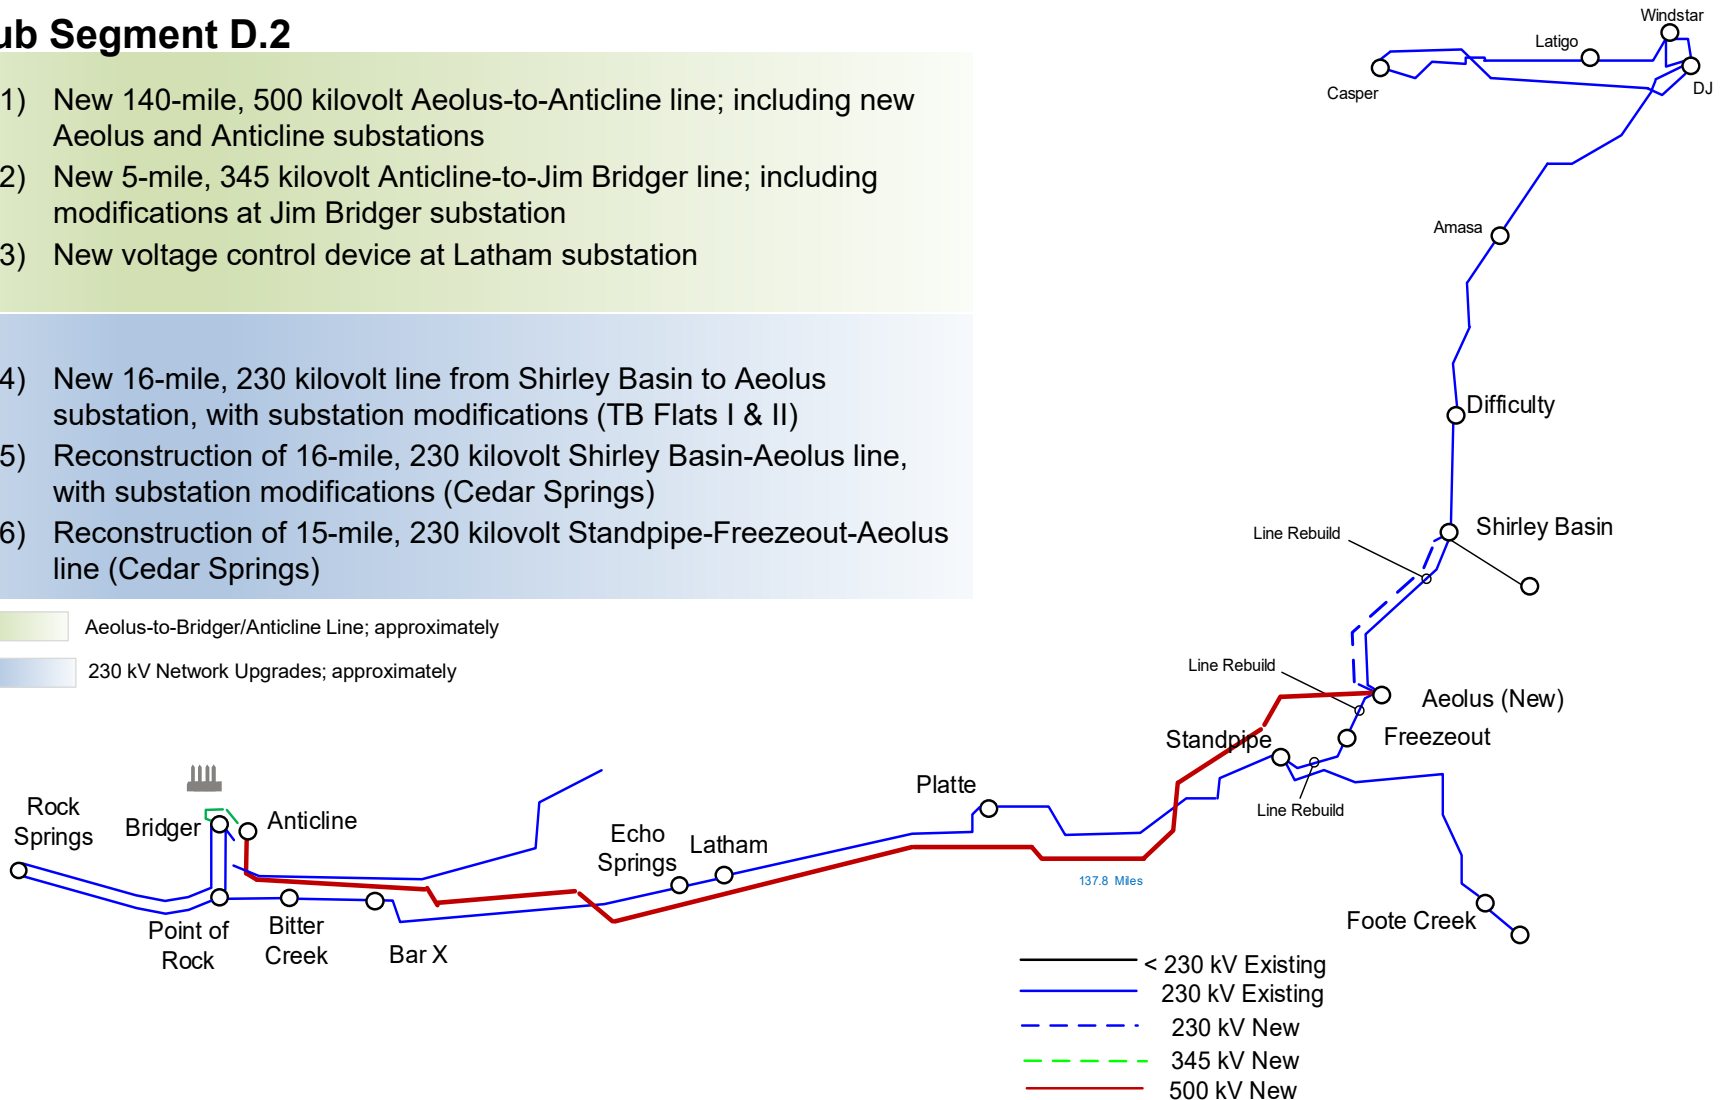 ub Segment D.2
1) New 140-mile, 500 kilovolt Aeolus-to-Anticline line; including new
Aeolus and Anticline substations
2) New 5-mile, 345 kilovolt Anticline-to-Jim Bridger line; including
modifications at Jim Bridger substation
3) New voltage control device at Latham substation
4) New 16-mile, 230 kilovolt line from Shirley Basin to Aeolus
substation, with substation modifications (TB Flats I & II)
5) Reconstruction of 16-mile, 230 kilovolt Shirley Basin-Aeolus line,
with substation modifications (Cedar Springs)
6) Reconstruction of 15-mile, 230 kilovolt Standpipe-Freezeout-Aeolus
line (Cedar Springs)
Aeolus-to-Bridger/Anticline Line; approximately
230 kV Network Upgrades; approximately
Windstar
Latigo
Casper
DJ
Amasa
Difficulty
Shirley Basin
Line Rebuild
Line Rebuild
Aeolus (New)
Standpipe
Freezeout
Line Rebuild
Platte
Rock
Springs
Bridger
Anticline
Echo
Springs
Latham
137.8 Miles
Point of
Rock
Bitter
Creek
Bar X
Foote Creek
< 230 kV Existing
230 kV Existing
230 kV New
345 kV New
500 kV New